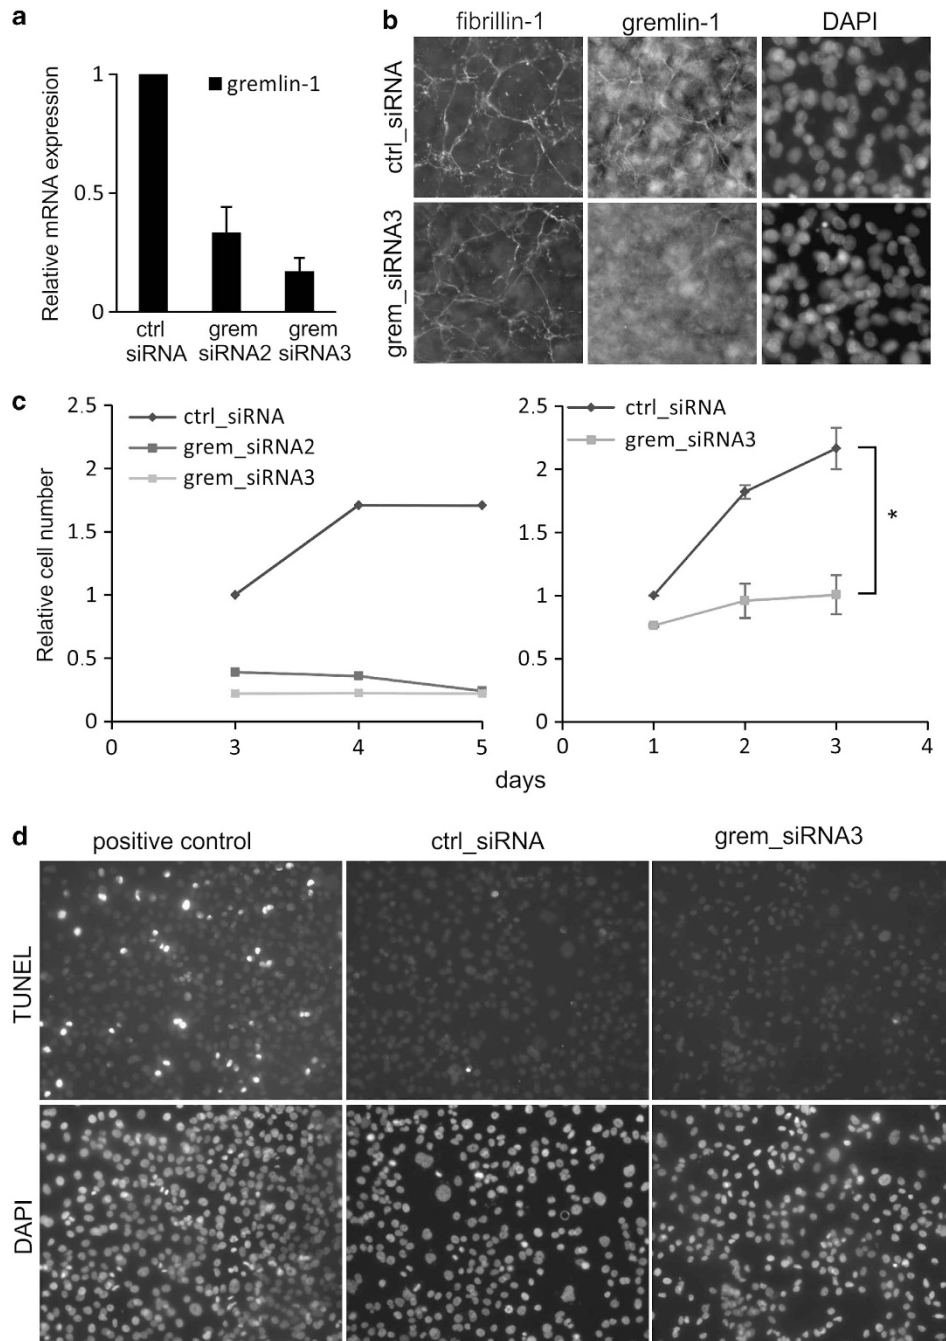 a
gremlin-1
Relative mRNA expression
1
0.5
0
ctrl
siRNA
grem
siRNA2
grem
siRNA3
b
fibrillin-1
gremlin-1
DAPI
ctrl_siRNA
grem_siRNA3
c
Relative cell number
2.5
2
1.5
1
0.5
0
ctrl_siRNA
grem_siRNA2
grem_siRNA3
0
3
4
5
2.5
2
1.5
1
0.5
0
ctrl_siRNA
grem_siRNA3
*
0
1
2
3
4
days
d
positive control
ctrl_siRNA
grem_siRNA3
TUNEL
DAPI